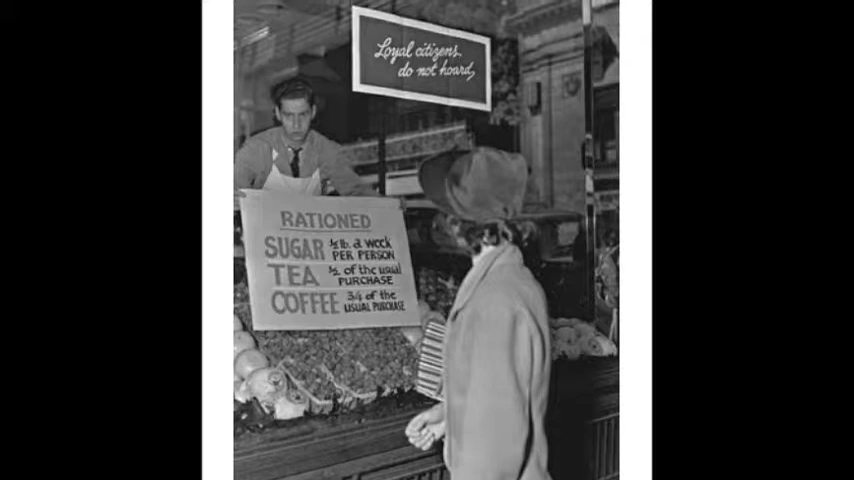 Loyal citizens
do not hoard
RATIONED
SUGAR ½ lb. a week
PER PERSON
TEA ½ of the usual
PURCHASE
COFFEE ¾ of the
USUAL PURCHASE